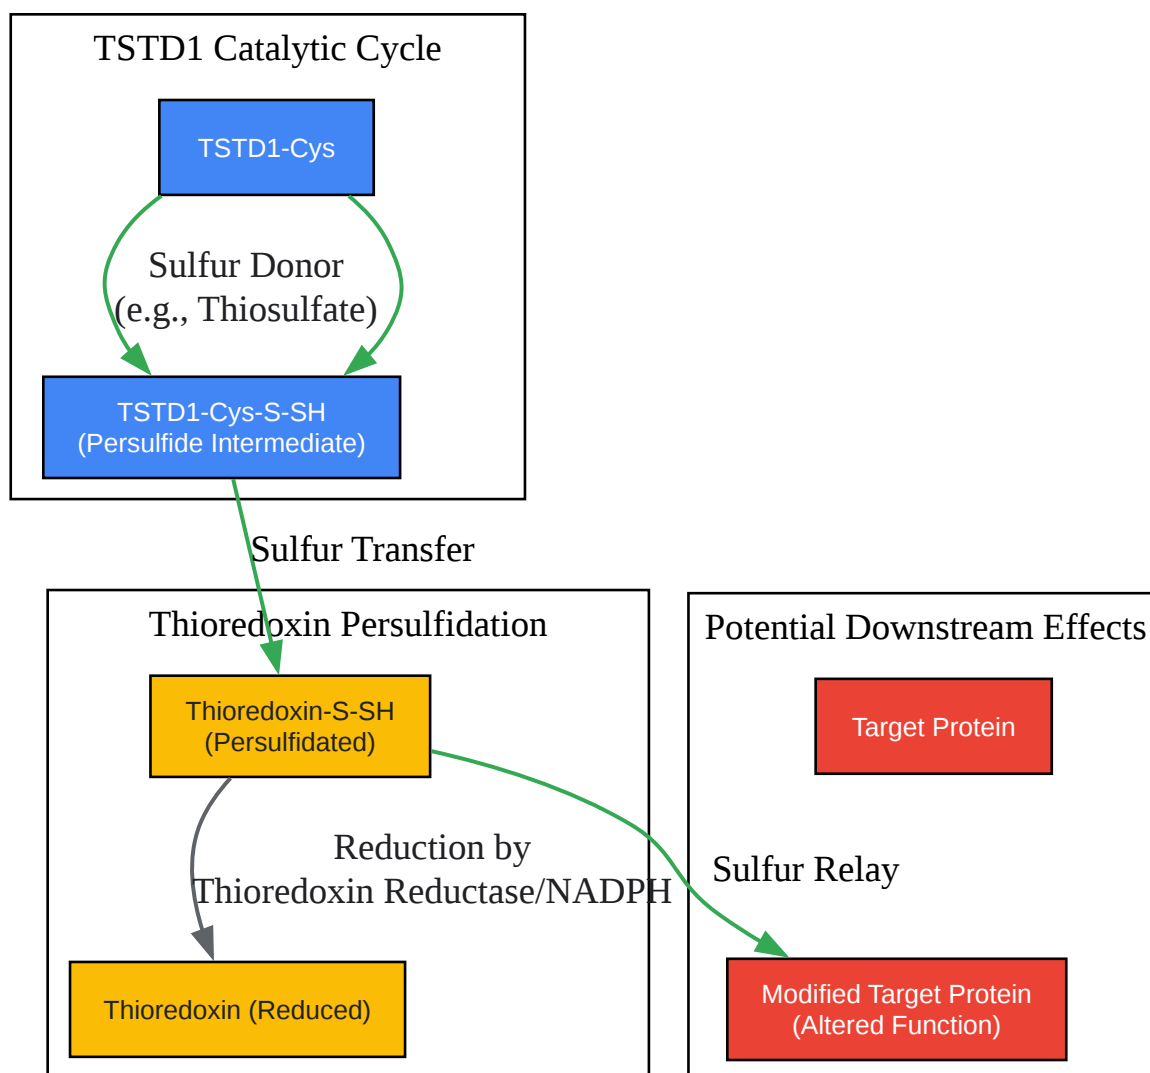 TSTD1 Catalytic Cycle
TSTD1-Cys
Sulfur Donor
(e.g., Thiosulfate)
TSTD1-Cys-S-SH
(Persulfide Intermediate)
Sulfur Transfer
Thioredoxin Persulfidation
Thioredoxin-S-SH
(Persulfidated)
Reduction by
Thioredoxin Reductase/NADPH
Thioredoxin (Reduced)
Potential Downstream Effects
Target Protein
Sulfur Relay
Modified Target Protein
(Altered Function)